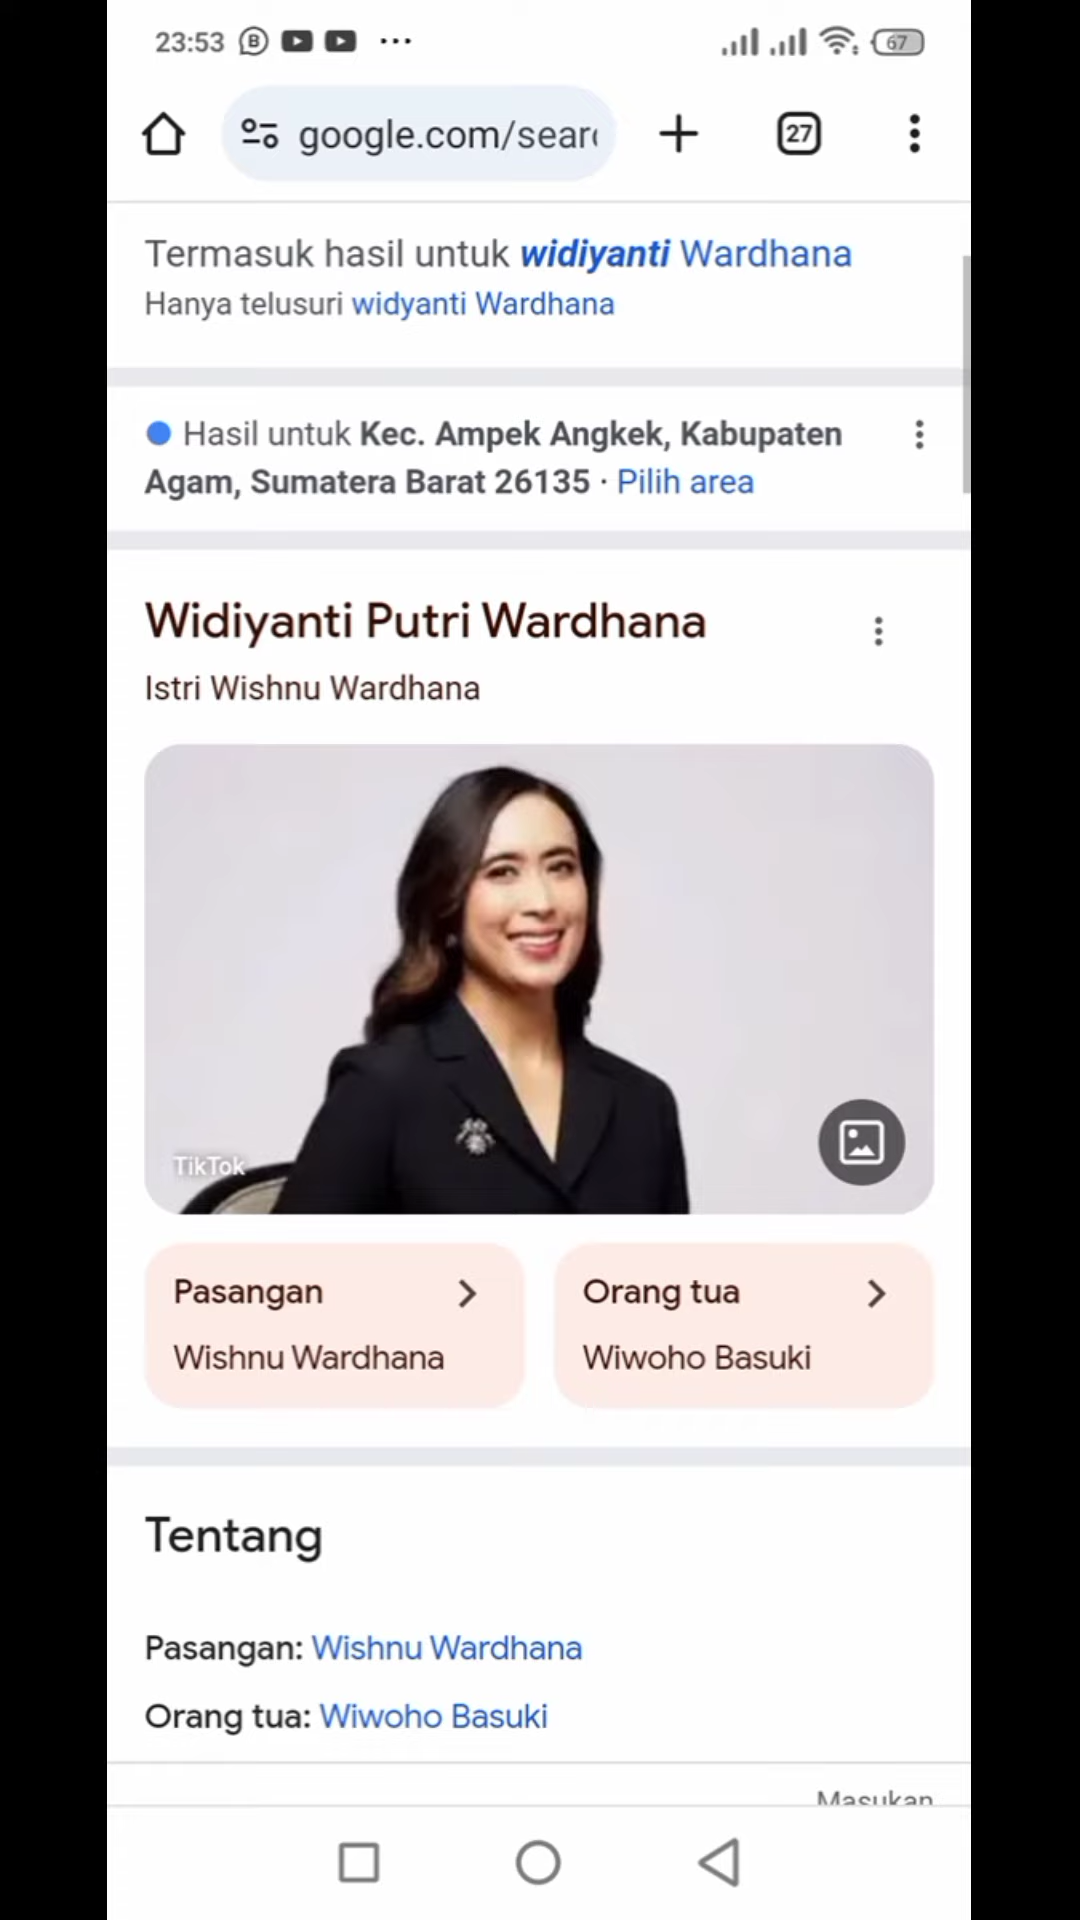 23:53
67
google.com/sear
27
Termasuk hasil untuk widiyanti Wardhana
Hanya telusuri widyanti Wardhana
Hasil untuk Kec. Ampek Angkek, Kabupaten
Agam, Sumatera Barat 26135 · Pilih area
Widiyanti Putri Wardhana
Istri Wishnu Wardhana
TikTok
Pasangan
Wishnu Wardhana
Orang tua
Wiwoho Basuki
Tentang
Pasangan: Wishnu Wardhana
Orang tua: Wiwoho Basuki
Masukan